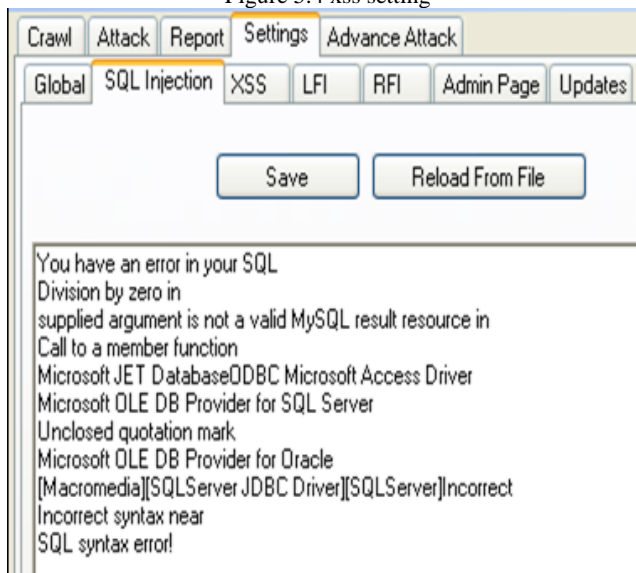 Figure 3.4 xss setting
Crawl Attack Report Settings Advance Attack
Global SQL Injection XSS LFI RFI Admin Page Updates
Save Reload From File
You have an error in your SQL
Division by zero in
supplied argument is not a valid MySQL result resource in
Call to a member function
Microsoft JET DatabaseODBC Microsoft Access Driver
Microsoft OLE DB Provider for SQL Server
Unclosed quotation mark
Microsoft OLE DB Provider for Oracle
[Macromedia][SQLServer JDBC Driver][SQLServer]Incorrect
Incorrect syntax near
SQL syntax error!